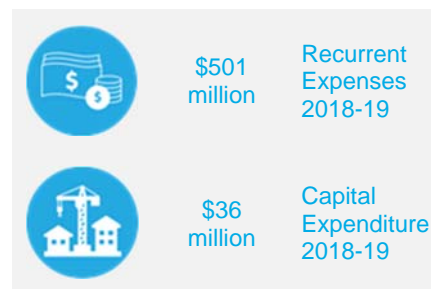 $
$
$501
million
Recurrent
Expenses
2018-19
$36
million
Capital
Expenditure
2018-19